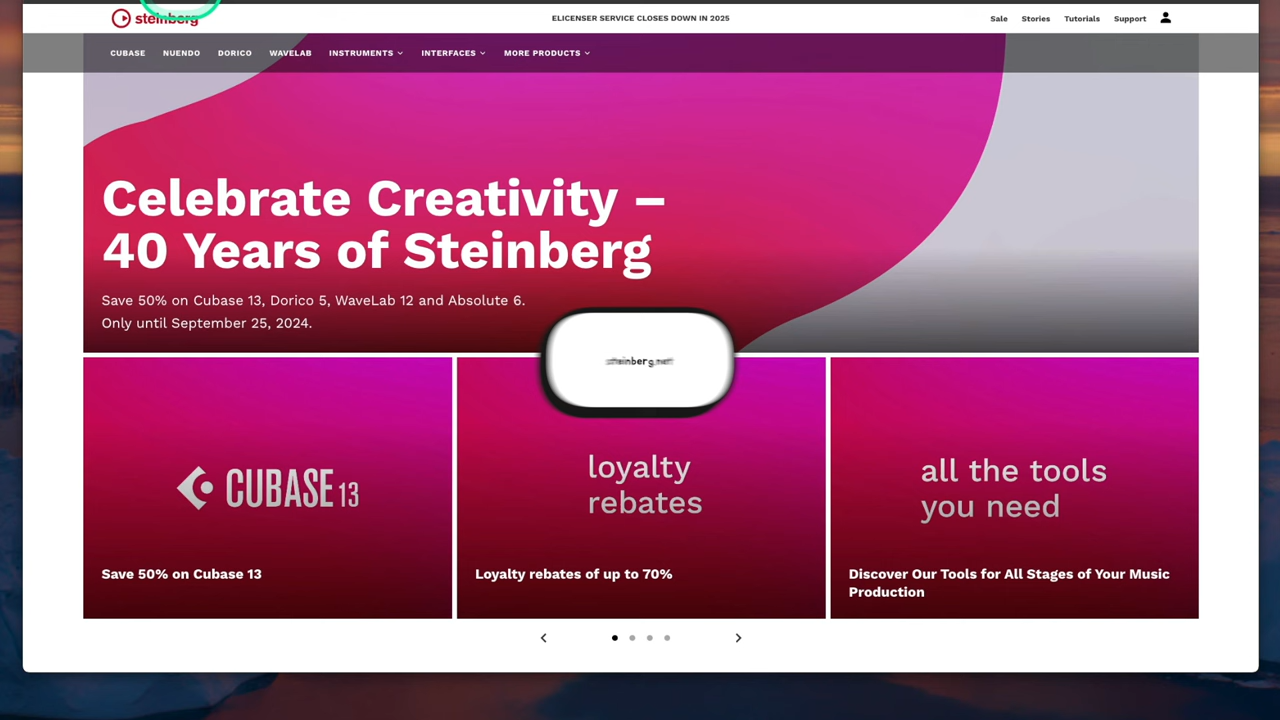 steinberg
ELICENSER SERVICE CLOSES DOWN IN 2025
Sale Stories Tutorials Support
CUBASE NUENDO DORICO WAVELAB INSTRUMENTS INTERFACES MORE PRODUCTS
Celebrate Creativity –
40 Years of Steinberg
Save 50% on Cubase 13, Dorico 5, WaveLab 12 and Absolute 6.
Only until September 25, 2024.
steinberg.net
CUBASE 13
Save 50% on Cubase 13
loyalty
rebates
Loyalty rebates of up to 70%
all the tools
you need
Discover Our Tools for All Stages of Your Music
Production